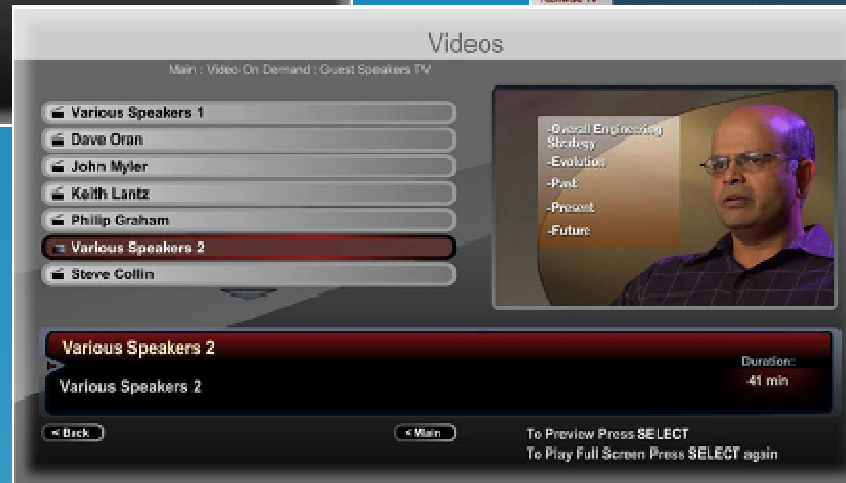 Videos
Main : Video-On Demand : Guest Speakers TV
Various Speakers 1
Dave Oran
John Myler
Keith Lantz
Philip Graham
Various Speakers 2
Steve Collin
-Overall Engineering
Strategy
-Evolution
-Past
-Present
-Future
Various Speakers 2
Various Speakers 2
Duration:
41 min
< Back
< Main
To Preview Press SELECT
To Play Full Screen Press SELECT again